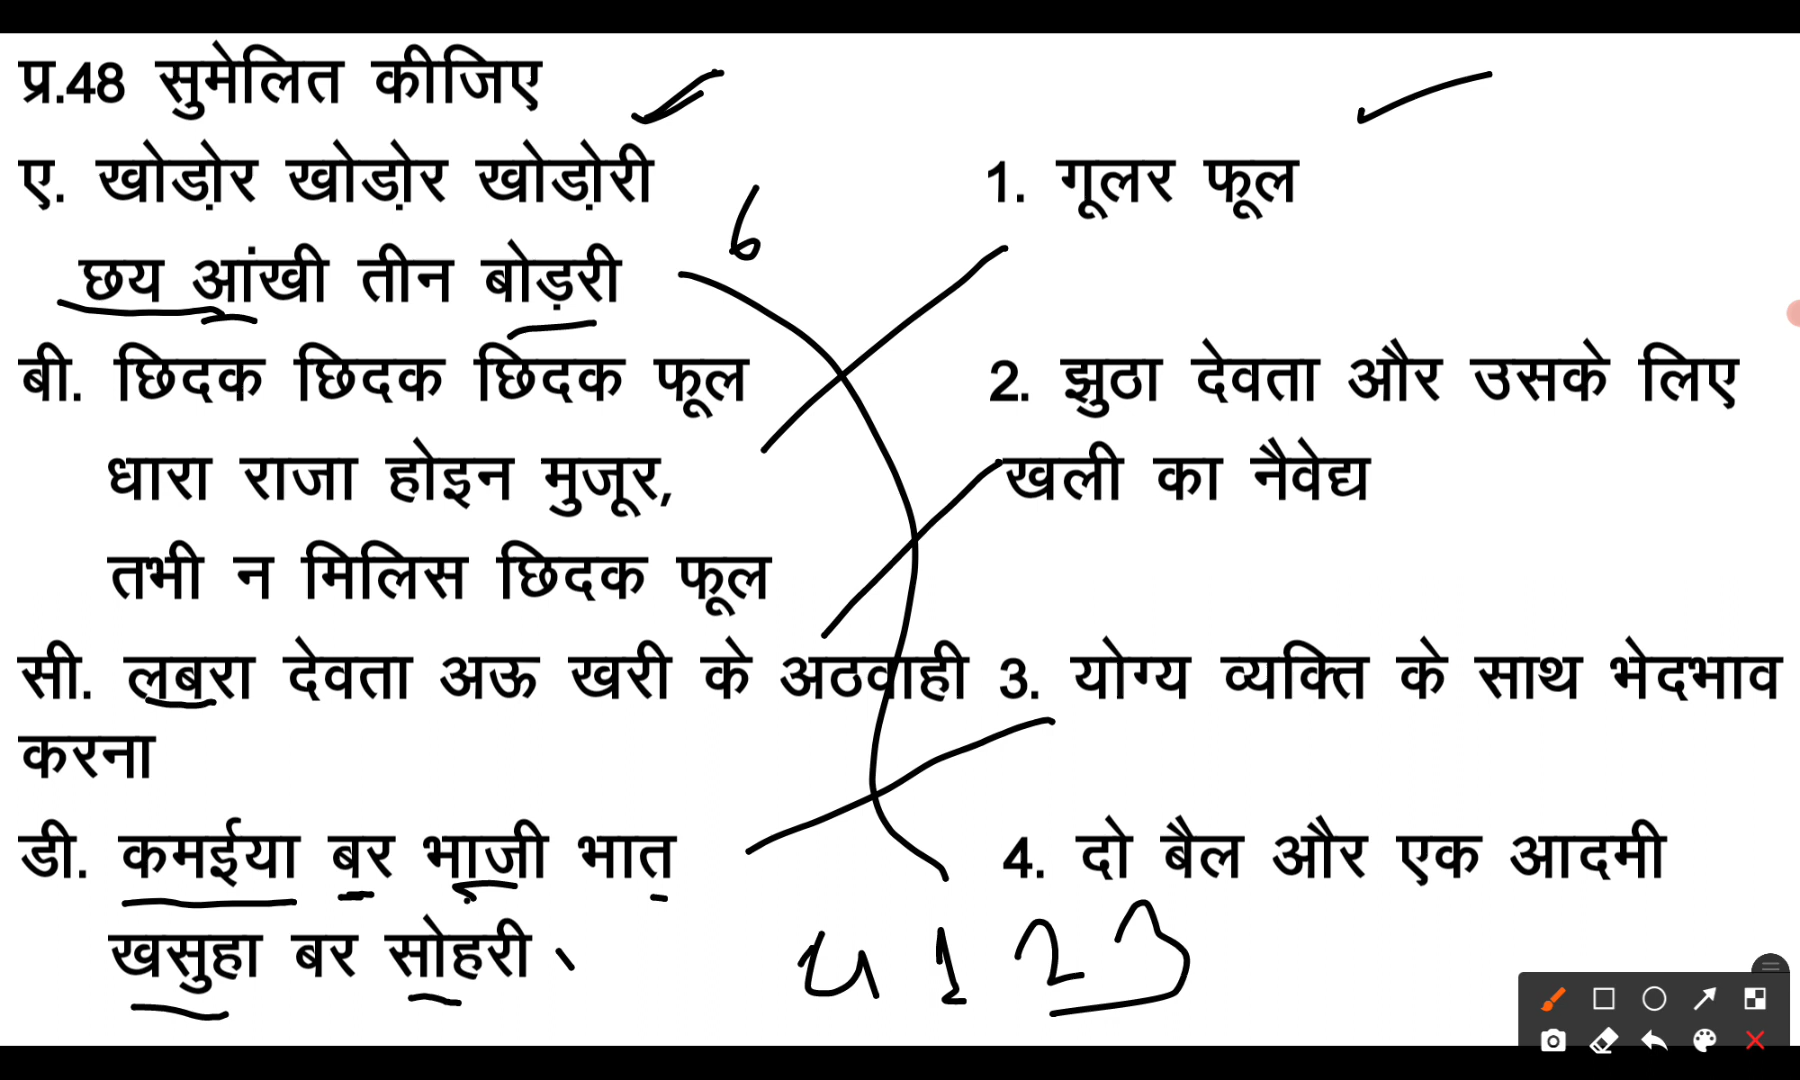 प्र.48 सुमेलित कीजिए
ए. खोड़ोर खोड़ोर खोड़ोरी 1. गूलर फूल
6
छय आंखी तीन बोड़री
बी. छिदक छिदक छिदक फूल 2. झुठा देवता और उसके लिए
धारा राजा होइन मुजूर, खली का नैवेद्य
तभी न मिलिस छिदक फूल
सी. लबरा देवता अऊ खरी के अठवाही 3. योग्य व्यक्ति के साथ भेदभाव
करना
डी. कमईया बर भाजी भात 4. दो बैल और एक आदमी
खसुहा बर सोहरी
4 1 2 3